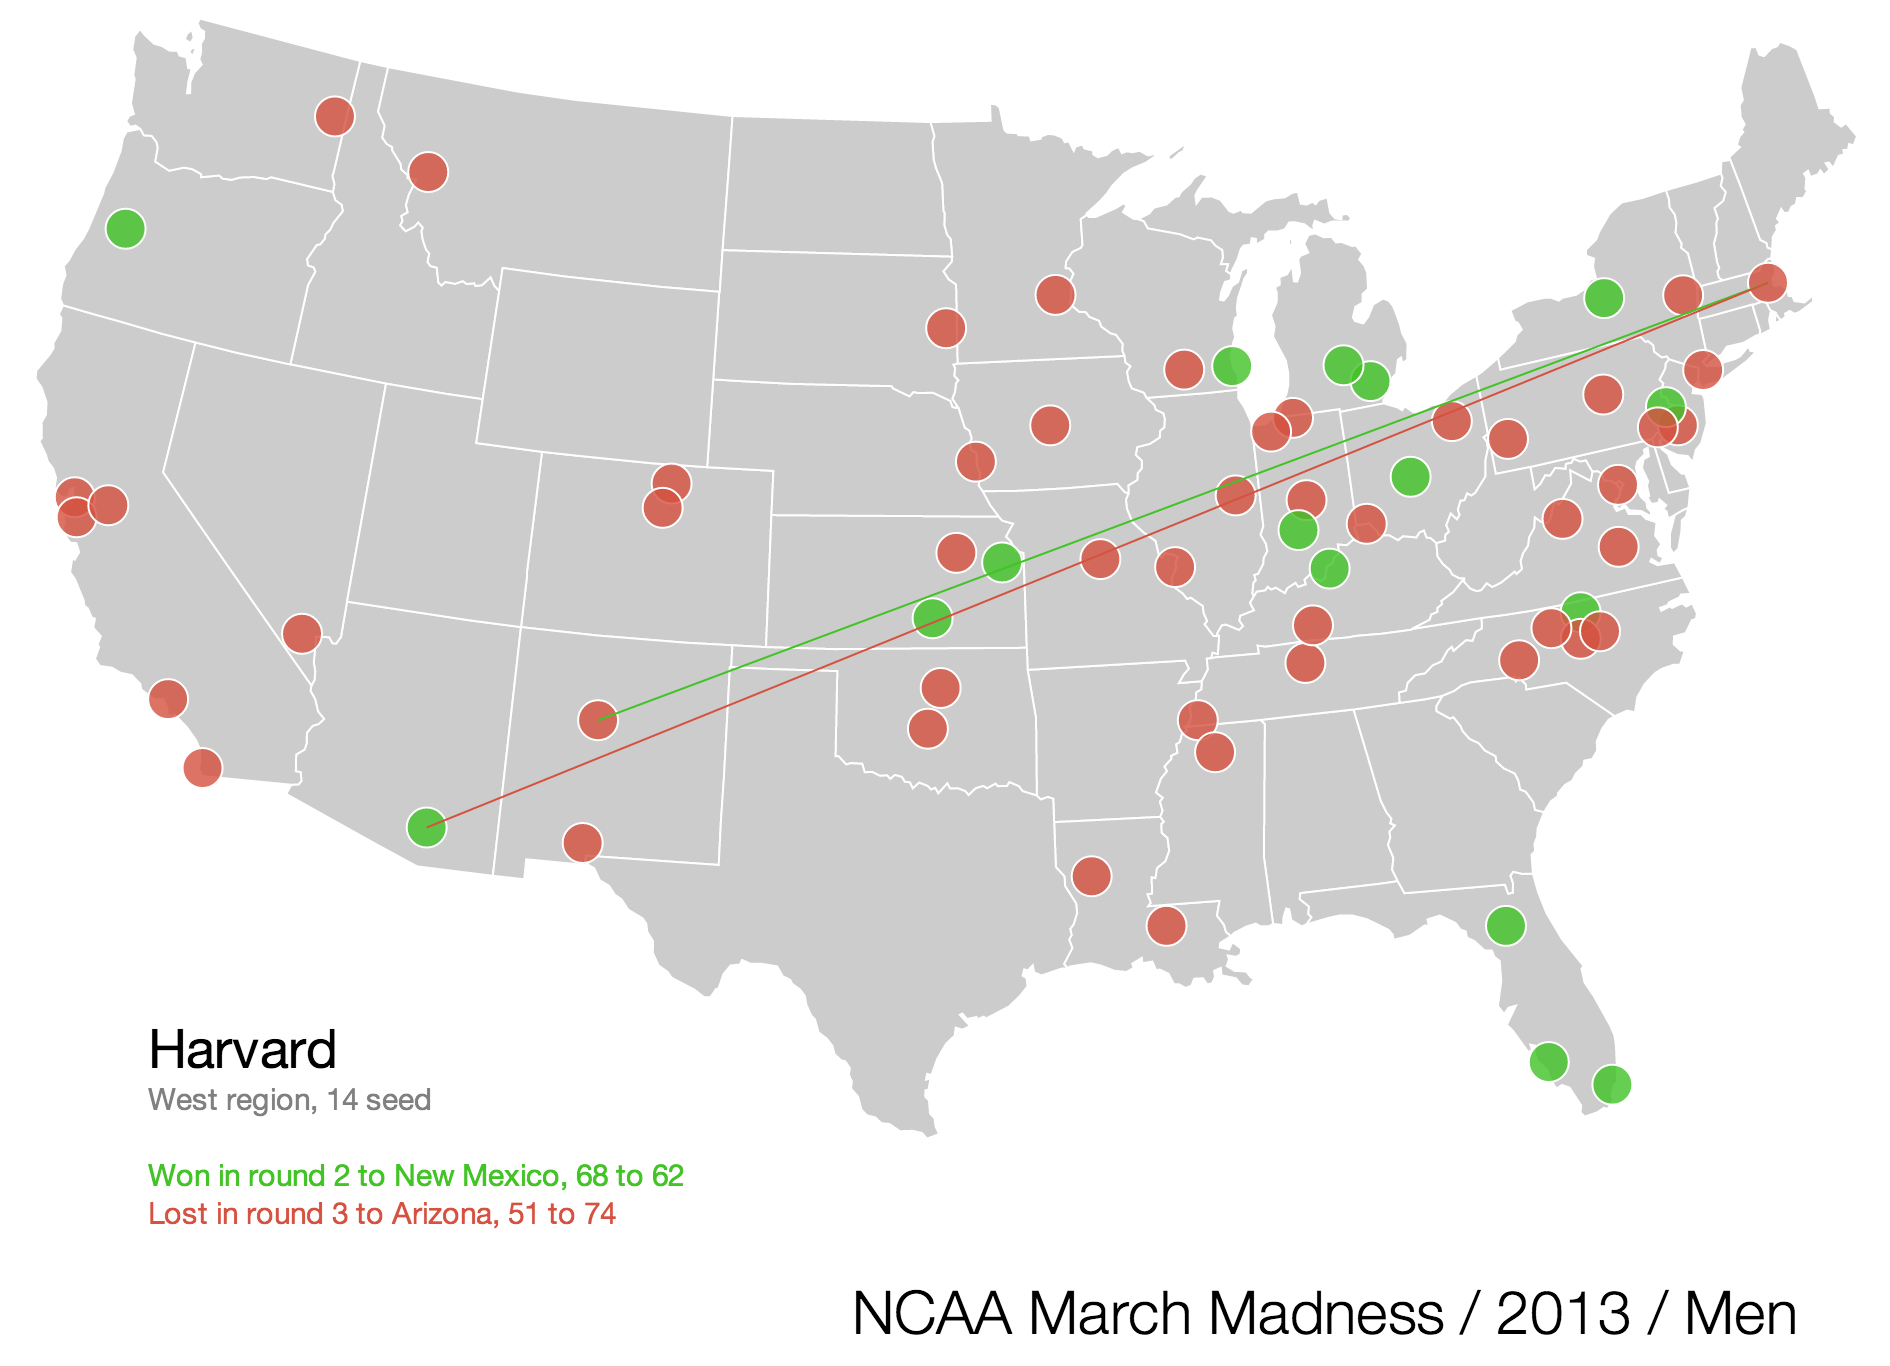 Harvard
West region, 14 seed
Won in round 2 to New Mexico, 68 to 62
Lost in round 3 to Arizona, 51 to 74
NCAA March Madness / 2013 / Men